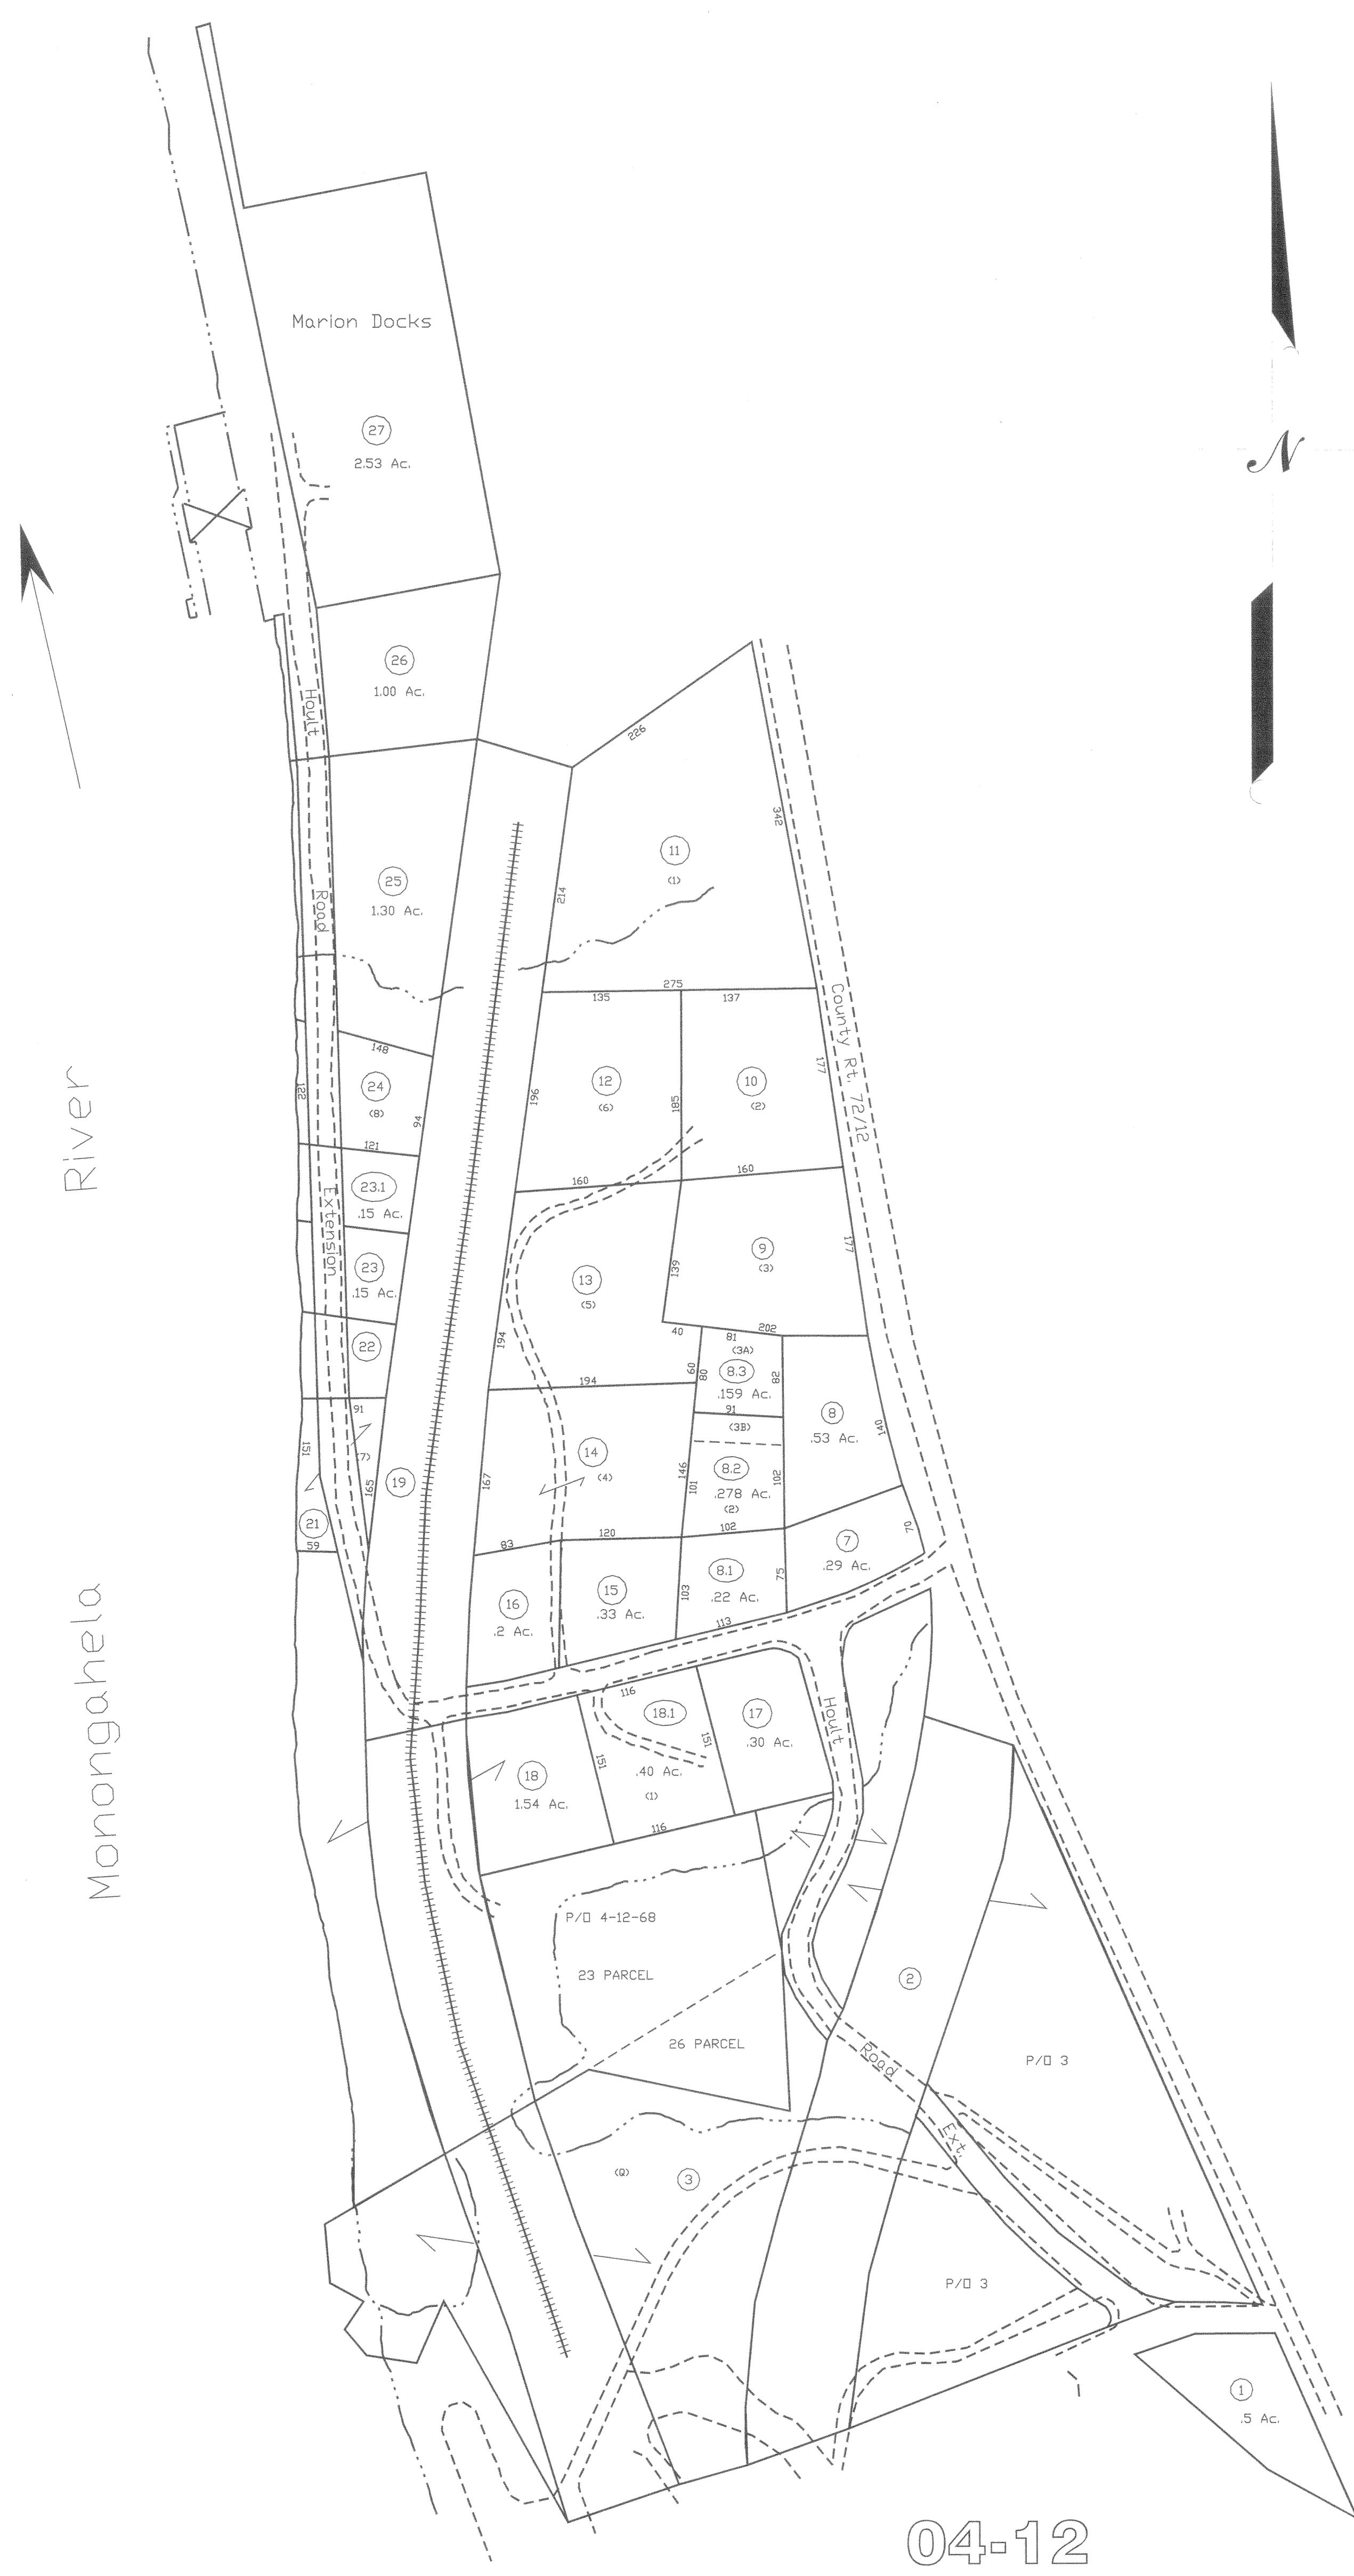 Marion Docks
27
2.53 Ac.
N
26
1.00 Ac.
Hoult
226
342
11
(1)
214
25
1.30 Ac.
Road
275
135
137
County Rt. 72/12
148
24
(8)
122
94
121
12
(6)
196
185
10
(2)
177
River
160
160
23.1
.15 Ac.
Extension
23
.15 Ac.
22
13
(5)
194
139
9
(3)
177
40
202
81
(3A)
60
80
8.3
.159 Ac.
82
194
91
(3B)
8
.53 Ac.
140
91
151
(7)
165
19
14
(4)
167
146
101
8.2
.278 Ac.
(2)
102
21
59
83
120
102
7
.29 Ac.
70
16
.2 Ac.
15
.33 Ac.
103
8.1
.22 Ac.
75
113
Monongahela
116
18.1
.40 Ac.
(1)
151
151
17
.30 Ac.
Hoult
18
1.54 Ac.
116
P/O 4-12-68
23 PARCEL
26 PARCEL
2
Road
P/O 3
Ext.
(Q)
3
P/O 3
1
.5 Ac.
04-12